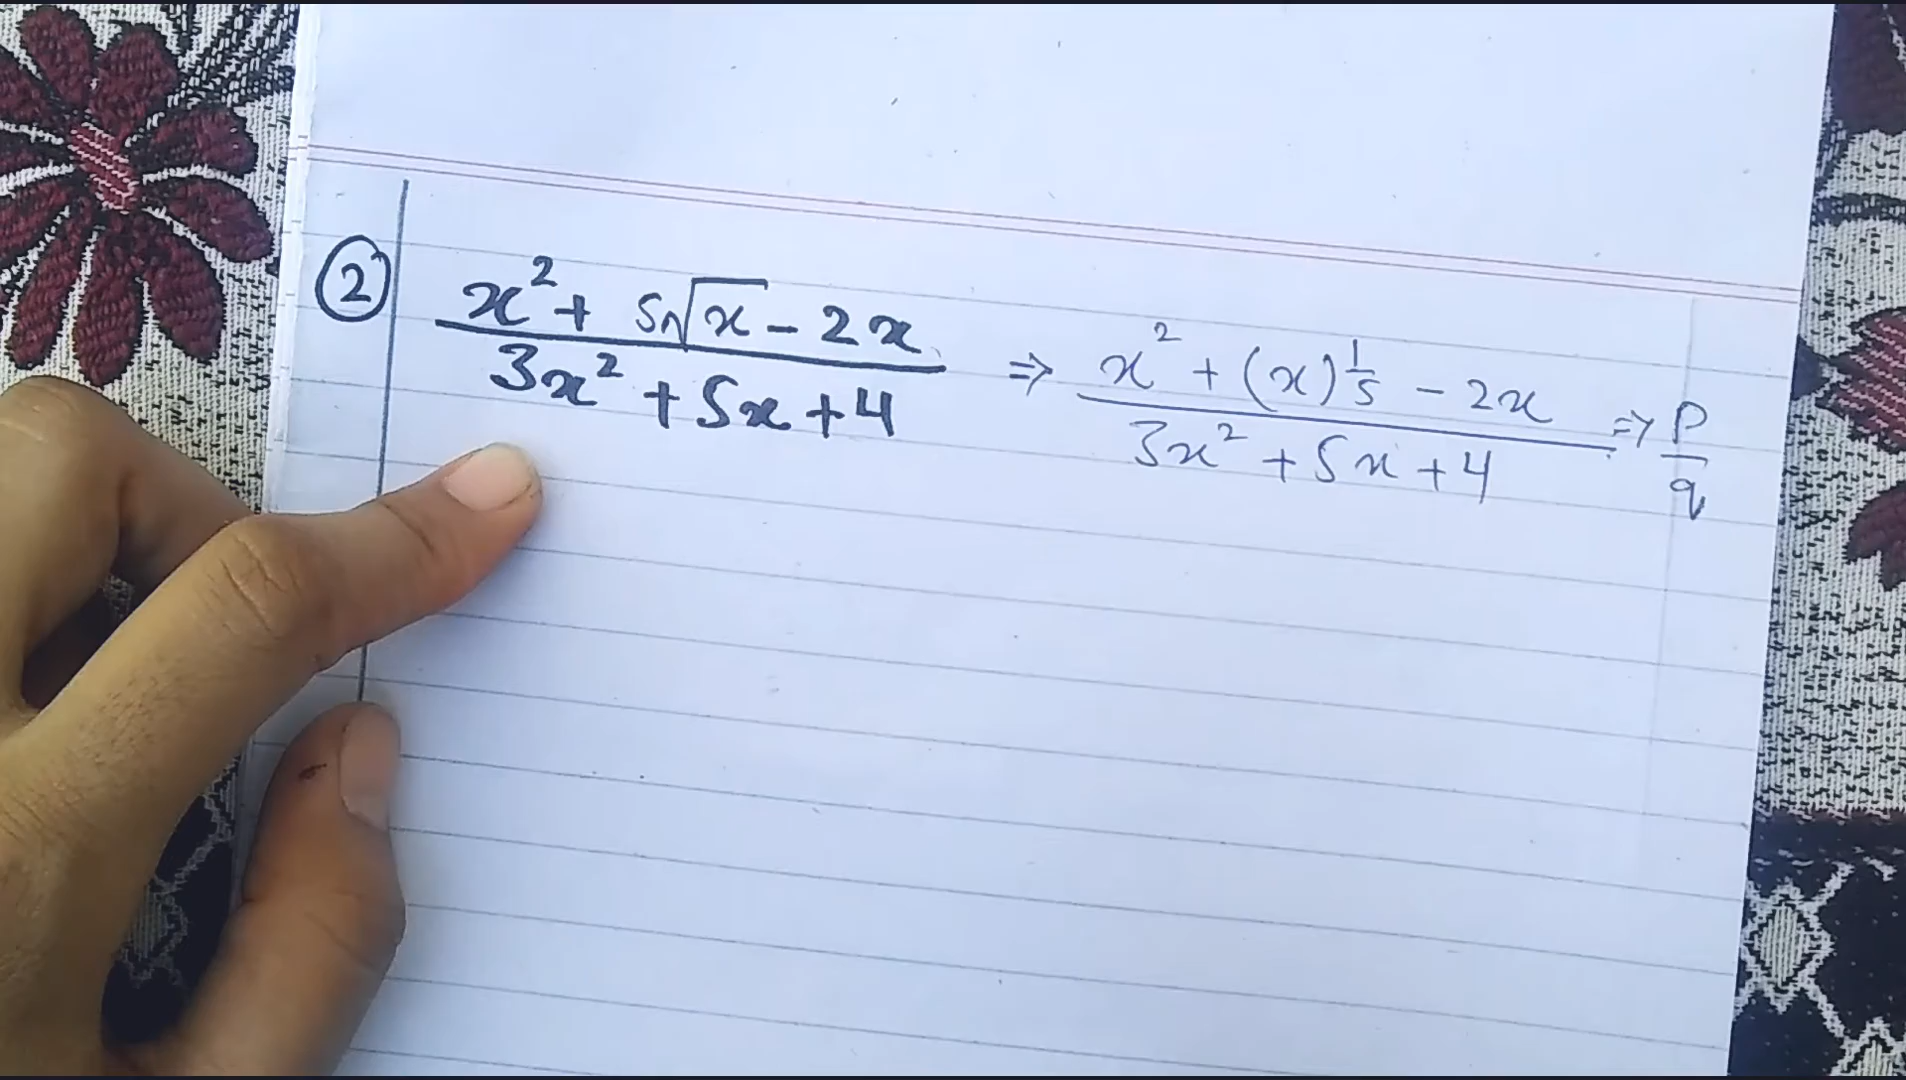 ② x² + 5√x - 2x / 3x² + 5x + 4 ⇒ x² + (x)^1/5 - 2x / 3x² + 5x + 4 ⇒ p/q